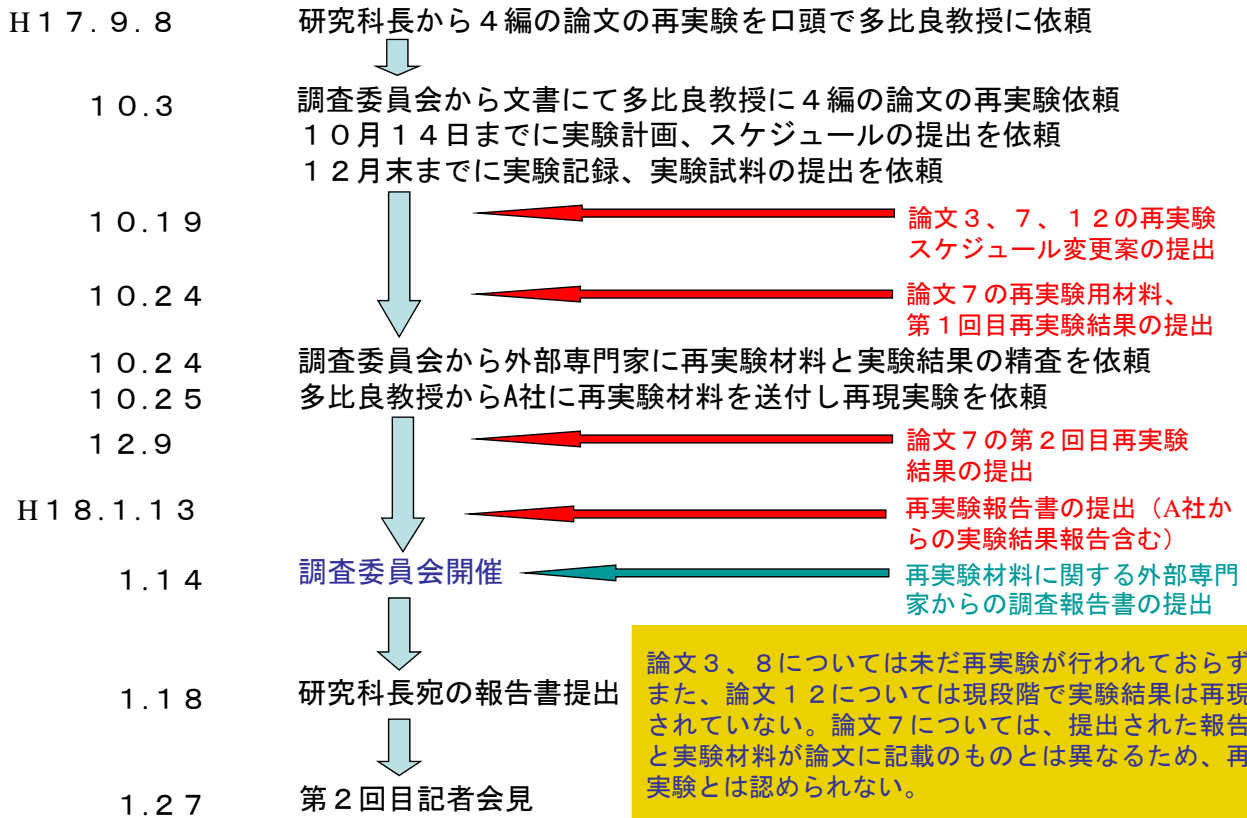 H１７.９.８ 研究科長から４編の論文の再実験を口頭で多比良教授に依頼
１０.３ 調査委員会から文書にて多比良教授に４編の論文の再実験依頼
１０月１４日までに実験計画、スケジュールの提出を依頼
１２月末までに実験記録、実験試料の提出を依頼
１０.１９ 論文３、７、１２の再実験
スケジュール変更案の提出
１０.２４ 論文７の再実験用材料、
第１回目再実験結果の提出
１０.２４ 調査委員会から外部専門家に再実験材料と実験結果の精査を依頼
１０.２５ 多比良教授からA社に再実験材料を送付し再現実験を依頼
１２.９ 論文７の第２回目再実験
結果の提出
H１８.１.１３ 再実験報告書の提出（A社か
らの実験結果報告含む）
１.１４ 調査委員会開催 再実験材料に関する外部専門
家からの調査報告書の提出
１.１８ 研究科長宛の報告書提出
論文３、８については未だ再実験が行われておらず
また、論文１２については現段階で実験結果は再現
されていない。論文７については、提出された報告
と実験材料が論文に記載のものとは異なるため、再
実験とは認められない。
１.２７ 第２回目記者会見